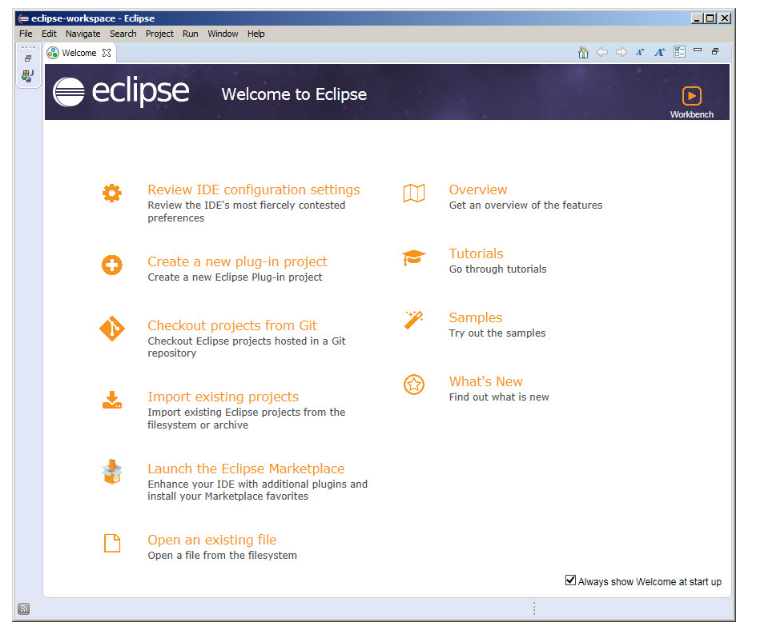 eclipse-workspace - Eclipse
File Edit Navigate Search Project Run Window Help
Welcome
eclipse Welcome to Eclipse
Workbench
Review IDE configuration settings
Review the IDE's most fiercely contested
preferences
Create a new plug-in project
Create a new Eclipse Plug-in project
Checkout projects from Git
Checkout Eclipse projects hosted in a Git
repository
Import existing projects
Import existing Eclipse projects from the
filesystem or archive
Launch the Eclipse Marketplace
Enhance your IDE with additional plugins and
install your Marketplace favorites
Open an existing file
Open a file from the filesystem
Overview
Get an overview of the features
Tutorials
Go through tutorials
Samples
Try out the samples
What's New
Find out what is new
Always show Welcome at start up